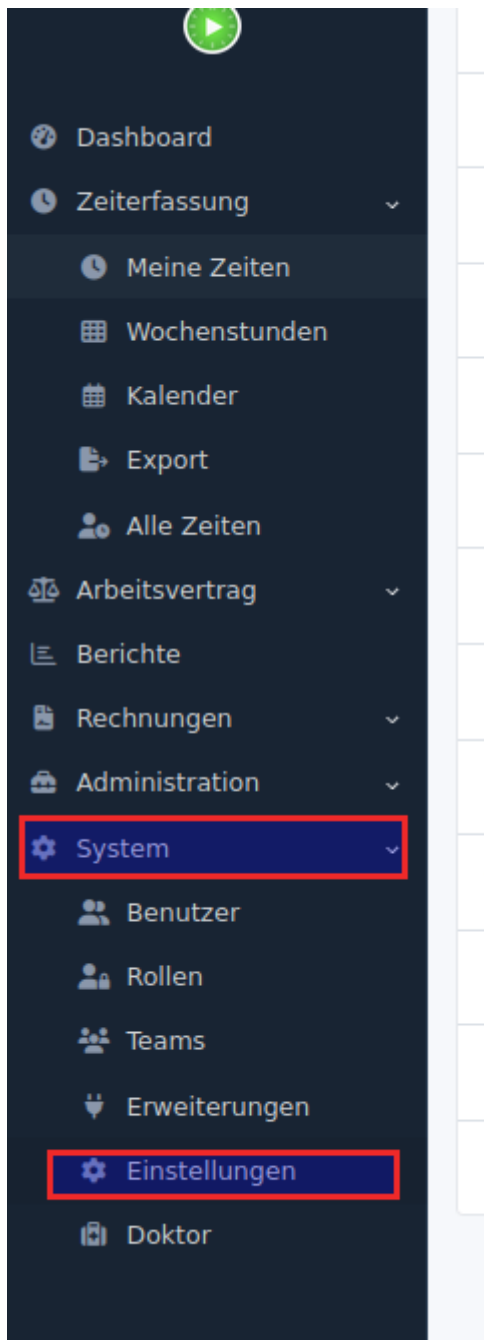 Dashboard
Zeiterfassung
Meine Zeiten
Wochenstunden
Kalender
Export
Alle Zeiten
Arbeitsvertrag
Berichte
Rechnungen
Administration
System
Benutzer
Rollen
Teams
Erweiterungen
Einstellungen
Doktor